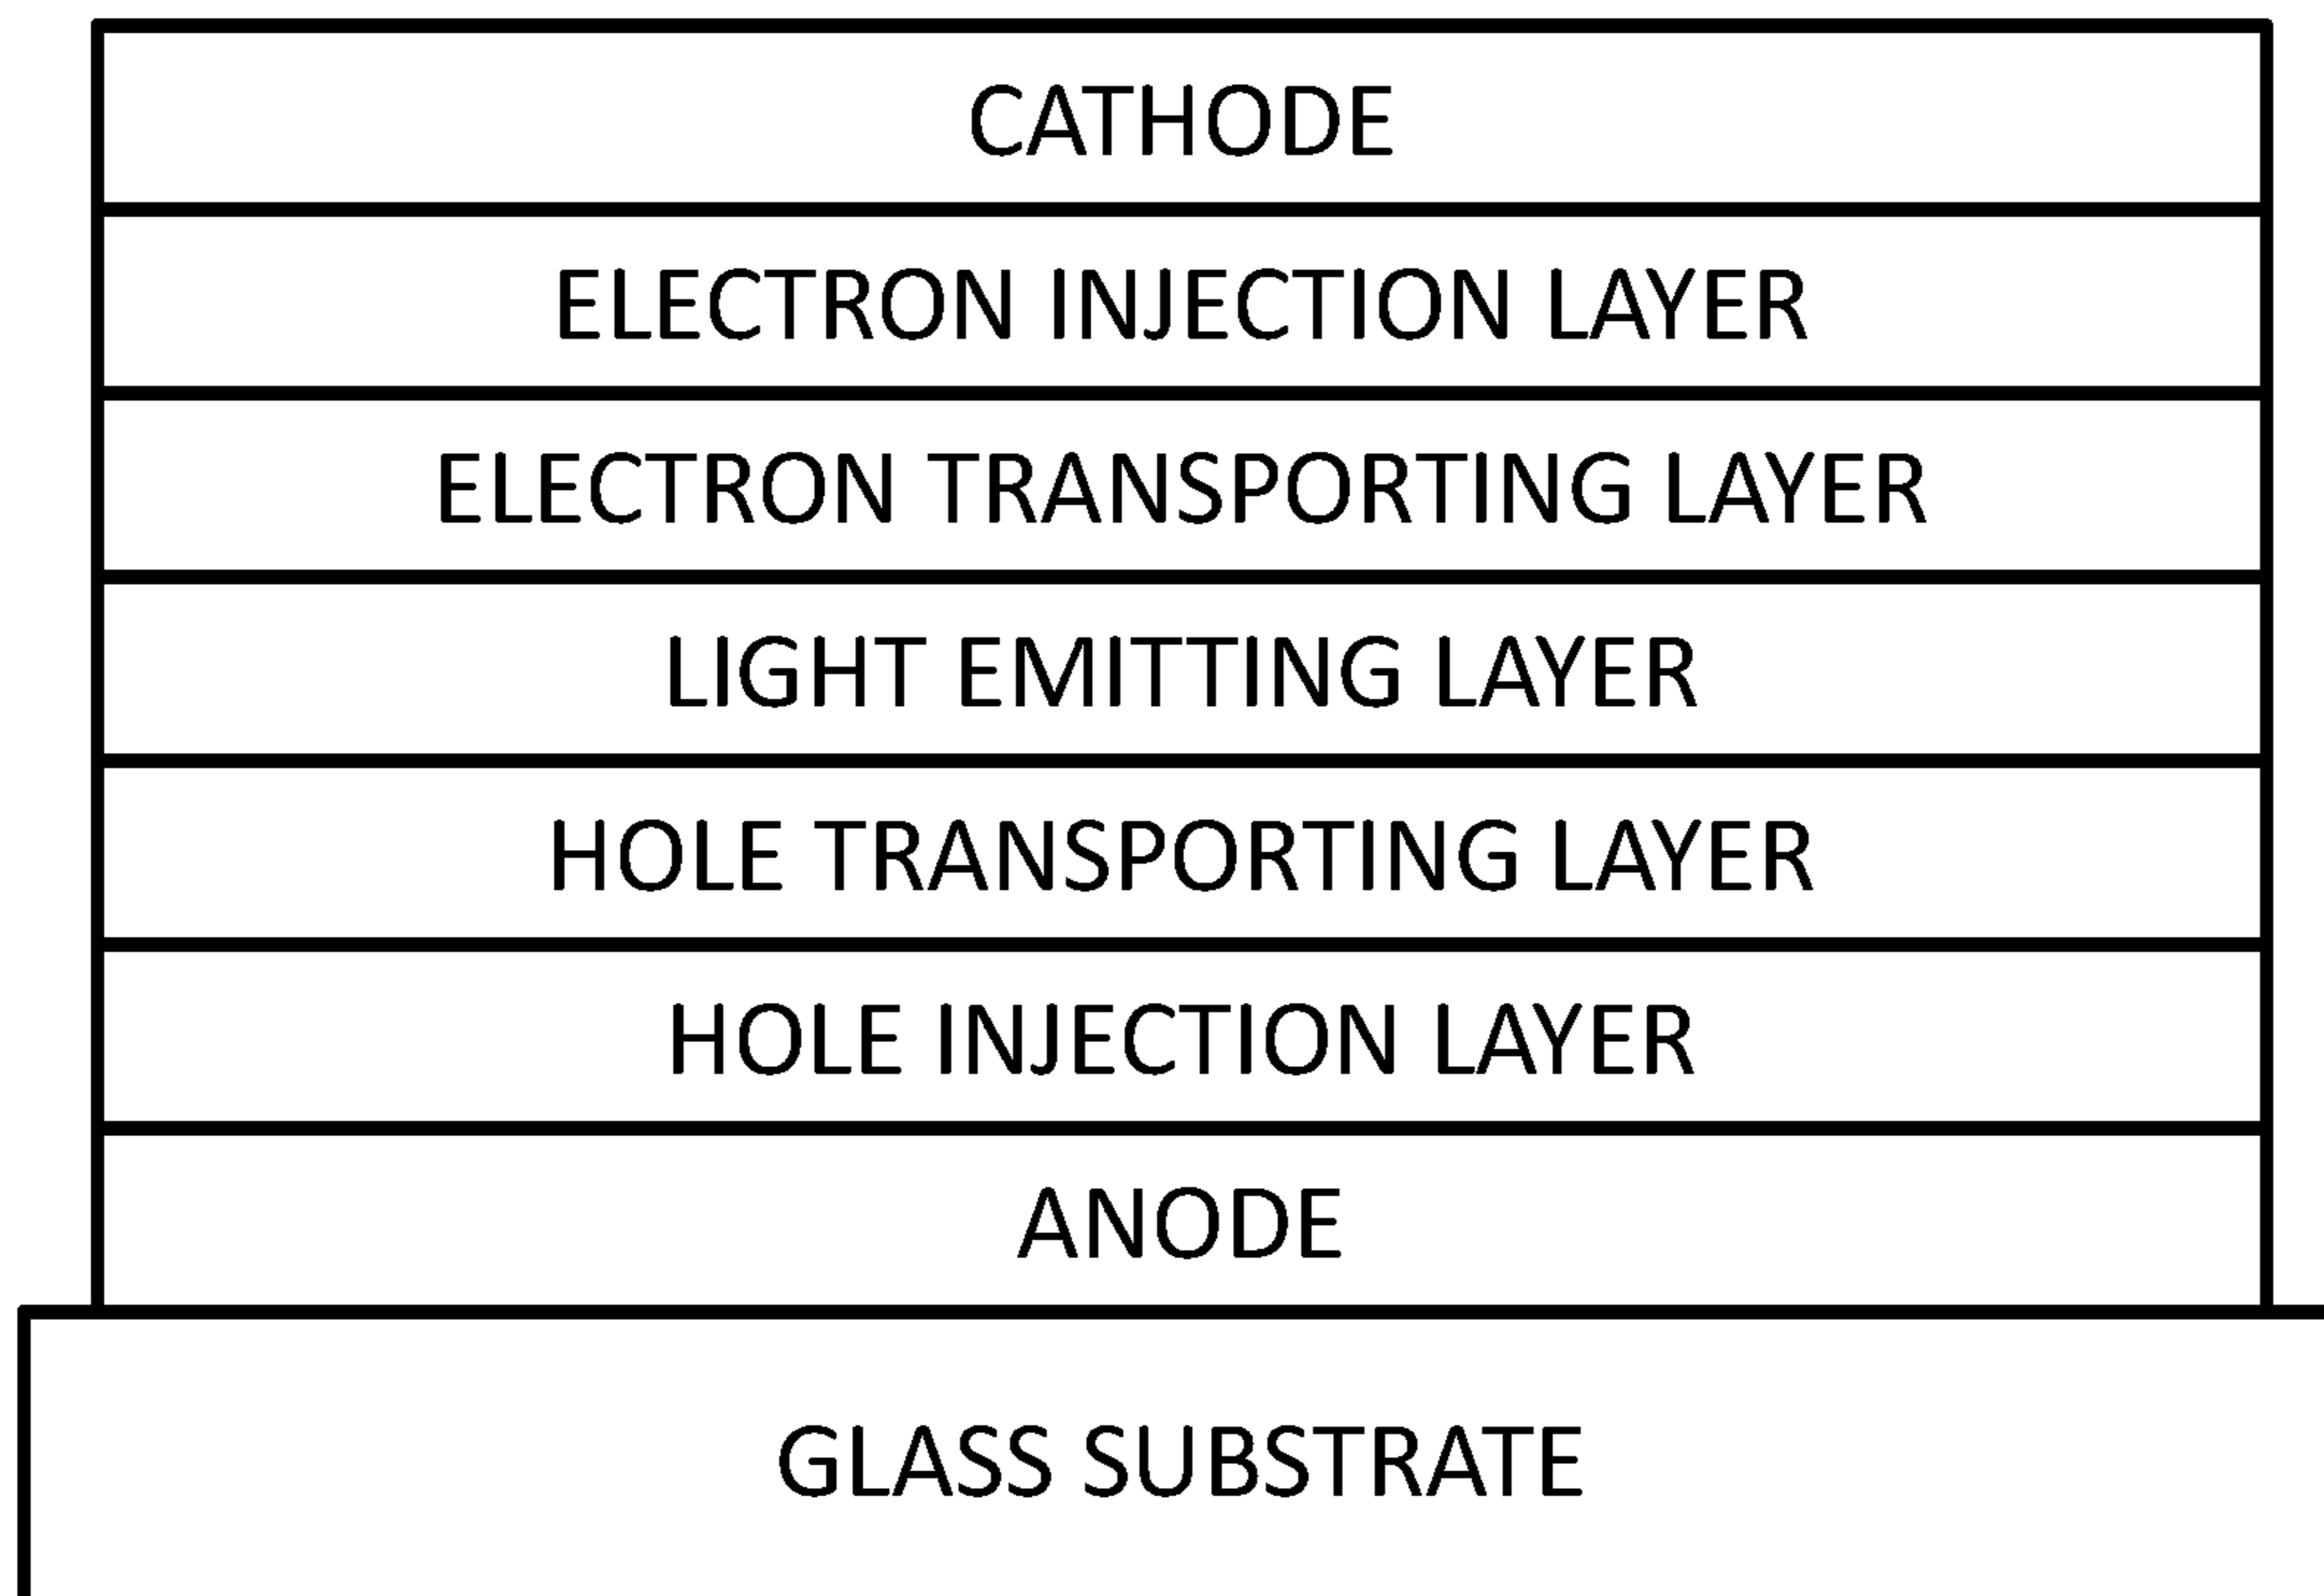 CATHODE
ELECTRON INJECTION LAYER
ELECTRON TRANSPORTING LAYER
LIGHT EMITTING LAYER
HOLE TRANSPORTING LAYER
HOLE INJECTION LAYER
ANODE
GLASS SUBSTRATE